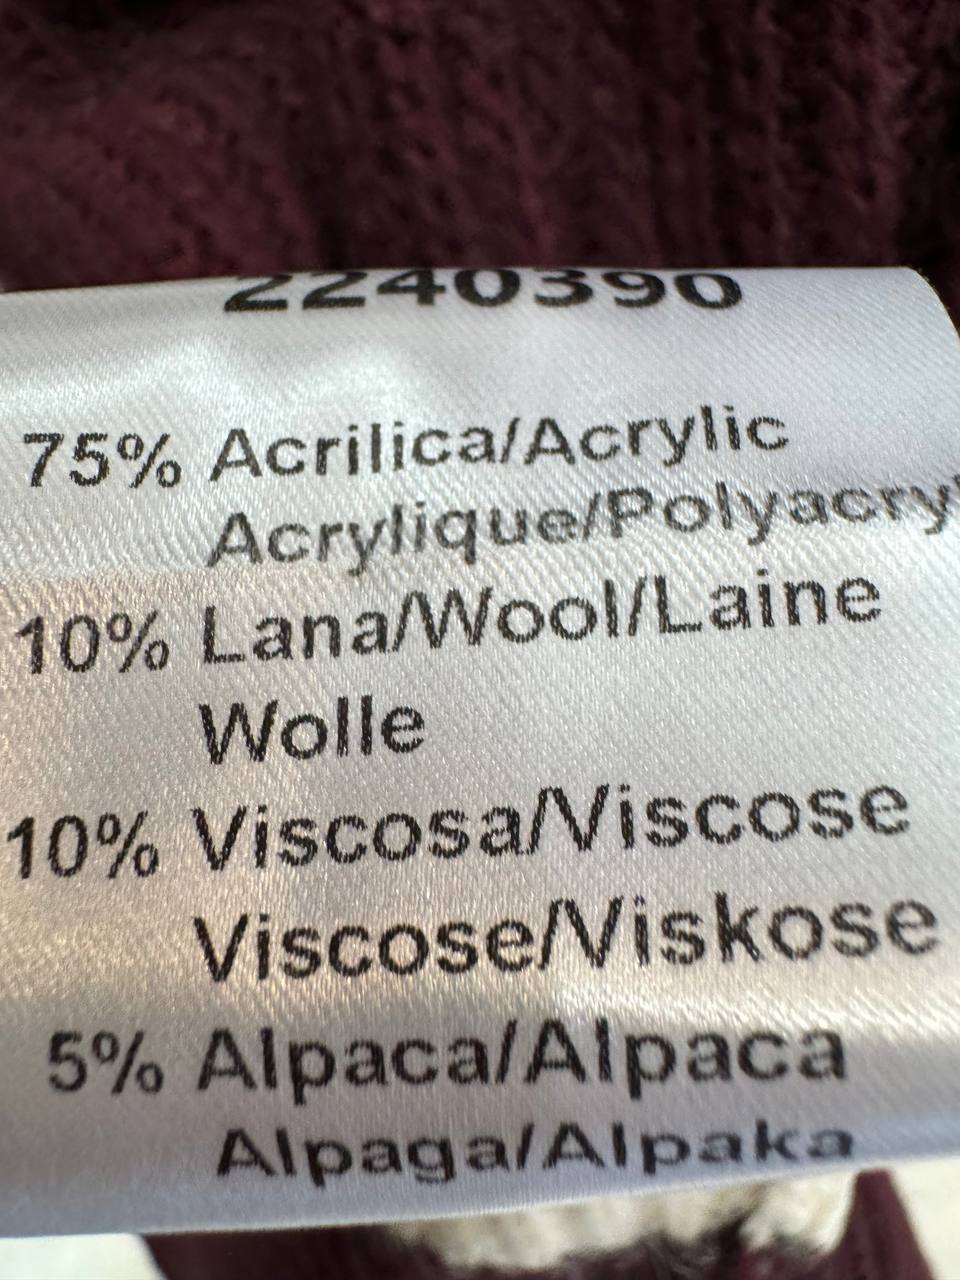 2240390
75% Acrilica/Acrylic
Acrylique/Polyacryl
10% Lana/Wool/Laine
Wolle
10% Viscosa/Viscose
Viscose/Viskose
5% Alpaca/Alpaca
Alpaga/Alpaka